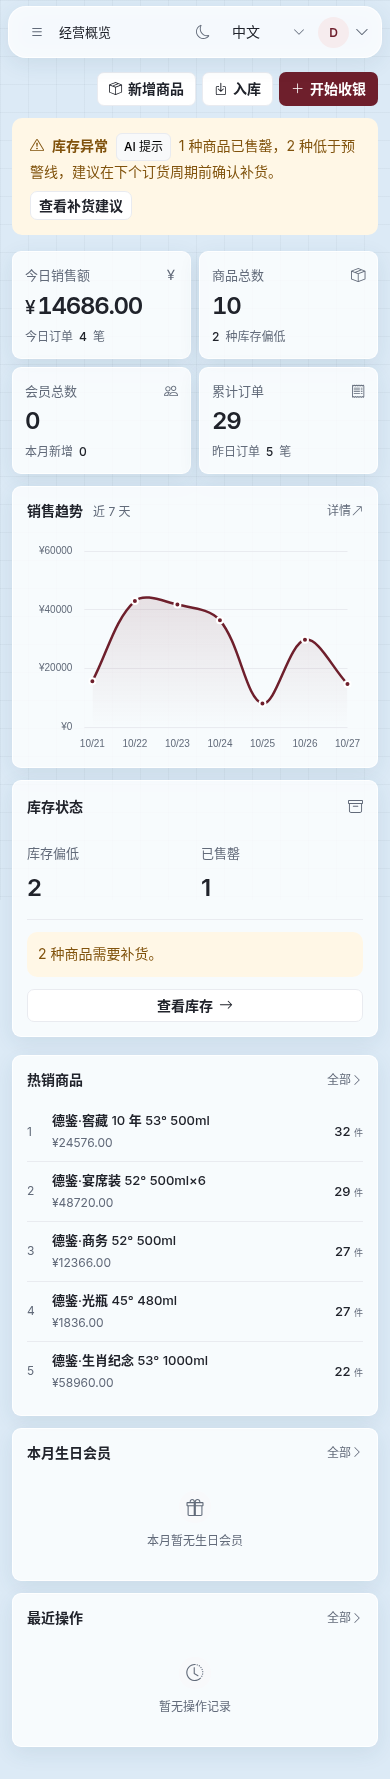 经营概览
中文
D
新增商品
入库
开始收银
库存异常 AI 提示 1 种商品已售罄，2 种低于预
警线，建议在下个订货周期前确认补货。
查看补货建议
今日销售额 ¥
¥14686.00
今日订单 4 笔
商品总数
10
2 种库存偏低
会员总数
0
本月新增 0
累计订单
29
昨日订单 5 笔
销售趋势 近 7 天 详情
¥60000
¥40000
¥20000
¥0
10/21 10/22 10/23 10/24 10/25 10/26 10/27
库存状态
库存偏低 已售罄
2 1
2 种商品需要补货。
查看库存
热销商品 全部
1 德鉴·窖藏 10 年 53° 500ml
¥24576.00
32 件
2 德鉴·宴席装 52° 500ml×6
¥48720.00
29 件
3 德鉴·商务 52° 500ml
¥12366.00
27 件
4 德鉴·光瓶 45° 480ml
¥1836.00
27 件
5 德鉴·生肖纪念 53° 1000ml
¥58960.00
22 件
本月生日会员 全部
本月暂无生日会员
最近操作 全部
暂无操作记录